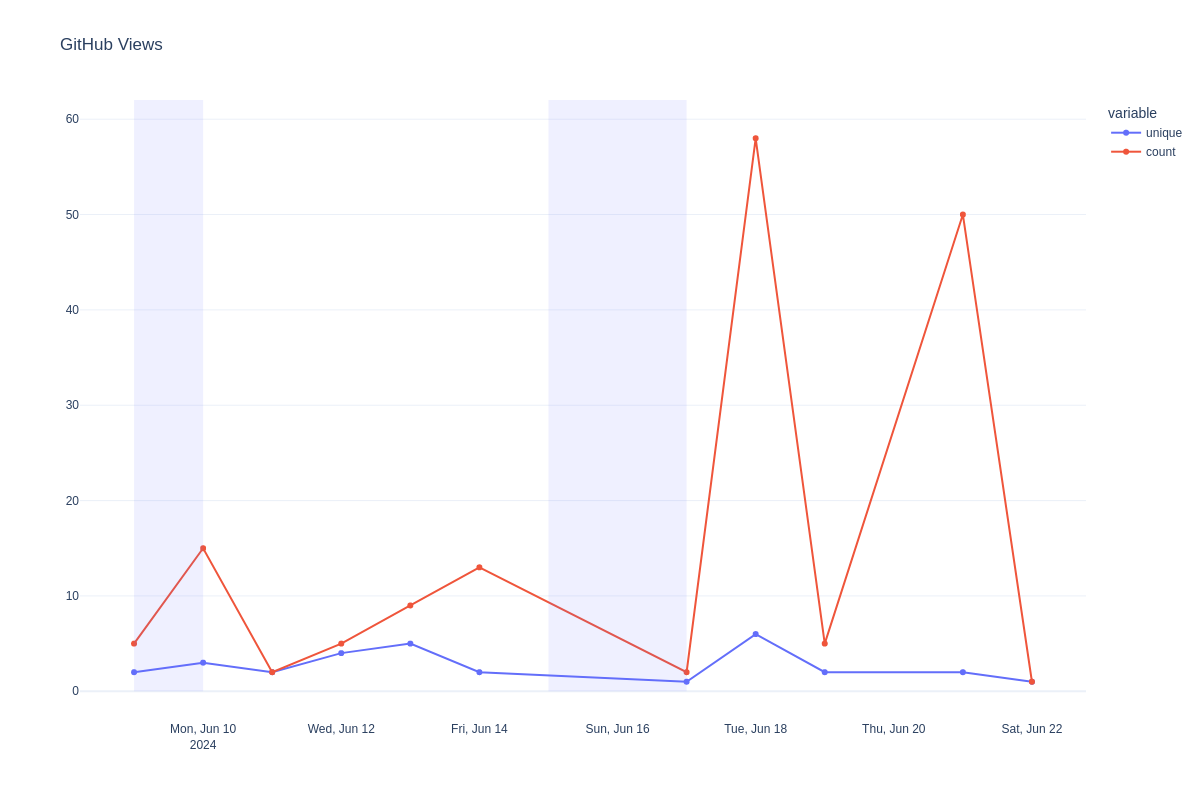 GitHub Views
variable
unique
count
60
50
40
30
20
10
0
Mon, Jun 10
2024
Wed, Jun 12
Fri, Jun 14
Sun, Jun 16
Tue, Jun 18
Thu, Jun 20
Sat, Jun 22